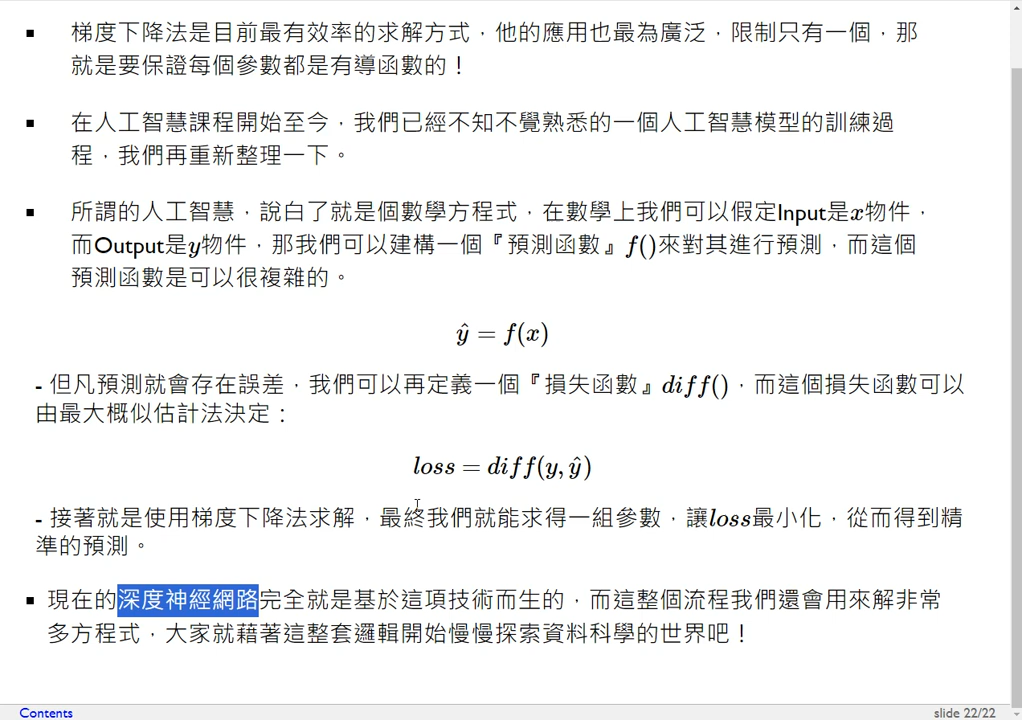 ▪ 梯度下降法是目前最有效率的求解方式，他的應用也最為廣泛，限制只有一個，那
就是要保證每個參數都是有導函數的！
▪ 在人工智慧課程開始至今，我們已經不知不覺熟悉的一個人工智慧模型的訓練過
程，我們再重新整理一下。
▪ 所謂的人工智慧，說白了就是個數學方程式，在數學上我們可以假定Input是x物件，
而Output是y物件，那我們可以建構一個『預測函數』f()來對其進行預測，而這個
預測函數是可以很複雜的。
ŷ = f(x)
- 但凡預測就會存在誤差，我們可以再定義一個『損失函數』diff()，而這個損失函數可以
由最大概似估計法決定：
loss = diff(y, ŷ)
- 接著就是使用梯度下降法求解，最終我們就能求得一組參數，讓loss最小化，從而得到精
準的預測。
▪ 現在的深度神經網路完全就是基於這項技術而生的，而這整個流程我們還會用來解非常
多方程式，大家就藉著這整套邏輯開始慢慢探索資料科學的世界吧！
Contents slide 22/22